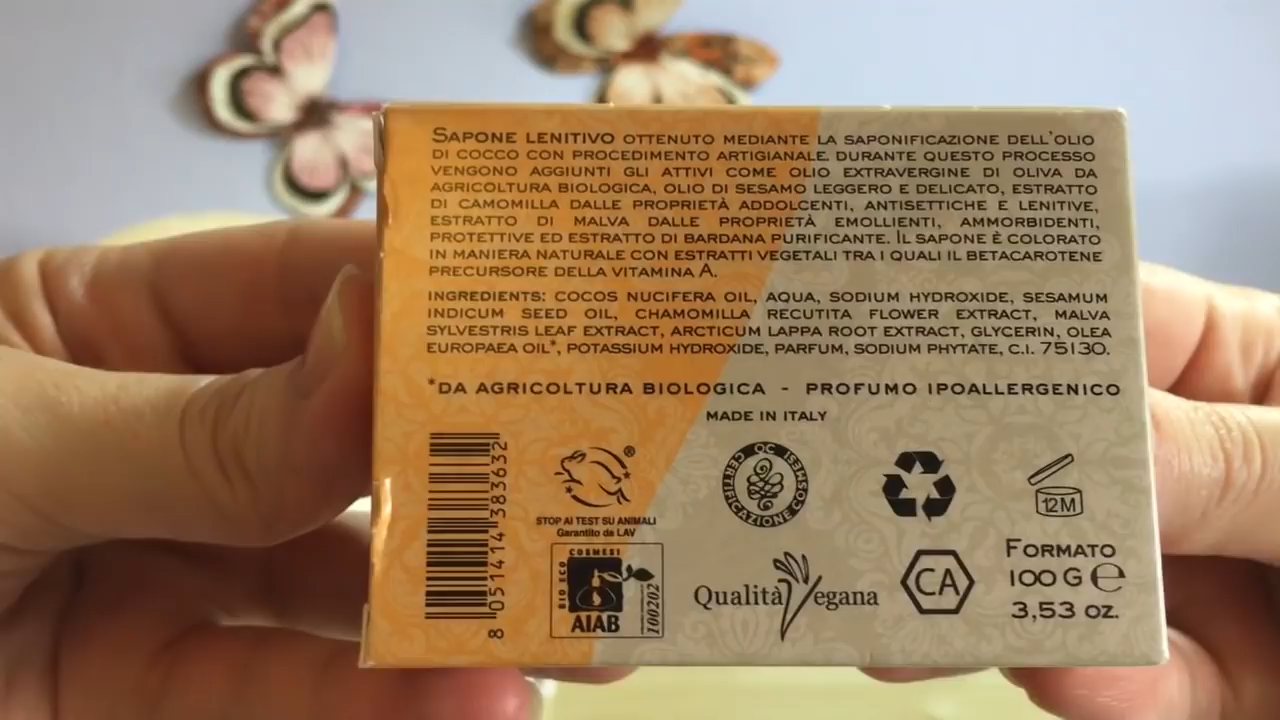 SAPONE LENITIVO OTTENUTO MEDIANTE LA SAPONIFICAZIONE DELL'OLIO
DI COCCO CON PROCEDIMENTO ARTIGIANALE. DURANTE QUESTO PROCESSO
VENGONO AGGIUNTI GLI ATTIVI COME OLIO EXTRAVERGINE DI OLIVA DA
AGRICOLTURA BIOLOGICA, OLIO DI SESAMO LEGGERO E DELICATO, ESTRATTO
DI CAMOMILLA DALLE PROPRIETÀ ADDOLCENTI, ANTISETTICHE E LENITIVE,
ESTRATTO DI MALVA DALLE PROPRIETÀ EMOLLIENTI, AMMORBIDENTI,
PROTETTIVE ED ESTRATTO DI BARDANA PURIFICANTE. IL SAPONE È COLORATO
IN MANIERA NATURALE CON ESTRATTI VEGETALI TRA I QUALI IL BETACAROTENE
PRECURSORE DELLA VITAMINA A.
INGREDIENTS: COCOS NUCIFERA OIL, AQUA, SODIUM HYDROXIDE, SESAMUM
INDICUM SEED OIL, CHAMOMILLA RECUTITA FLOWER EXTRACT, MALVA
SYLVESTRIS LEAF EXTRACT, ARCTICUM LAPPA ROOT EXTRACT, GLYCERIN, OLEA
EUROPAEA OIL*, POTASSIUM HYDROXIDE, PARFUM, SODIUM PHYTATE, C.I. 75130.
*DA AGRICOLTURA BIOLOGICA - PROFUMO IPOALLERGENICO
MADE IN ITALY
8 051414 383632
®
STOP AI TEST SU ANIMALI
Garantito da LAV
COSMESI
BIO ECO
AIAB
100202
QC
CERTIFICAZIONE COSMESI
Qualità Vegana
CA
12M
FORMATO
100 G e
3,53 OZ.